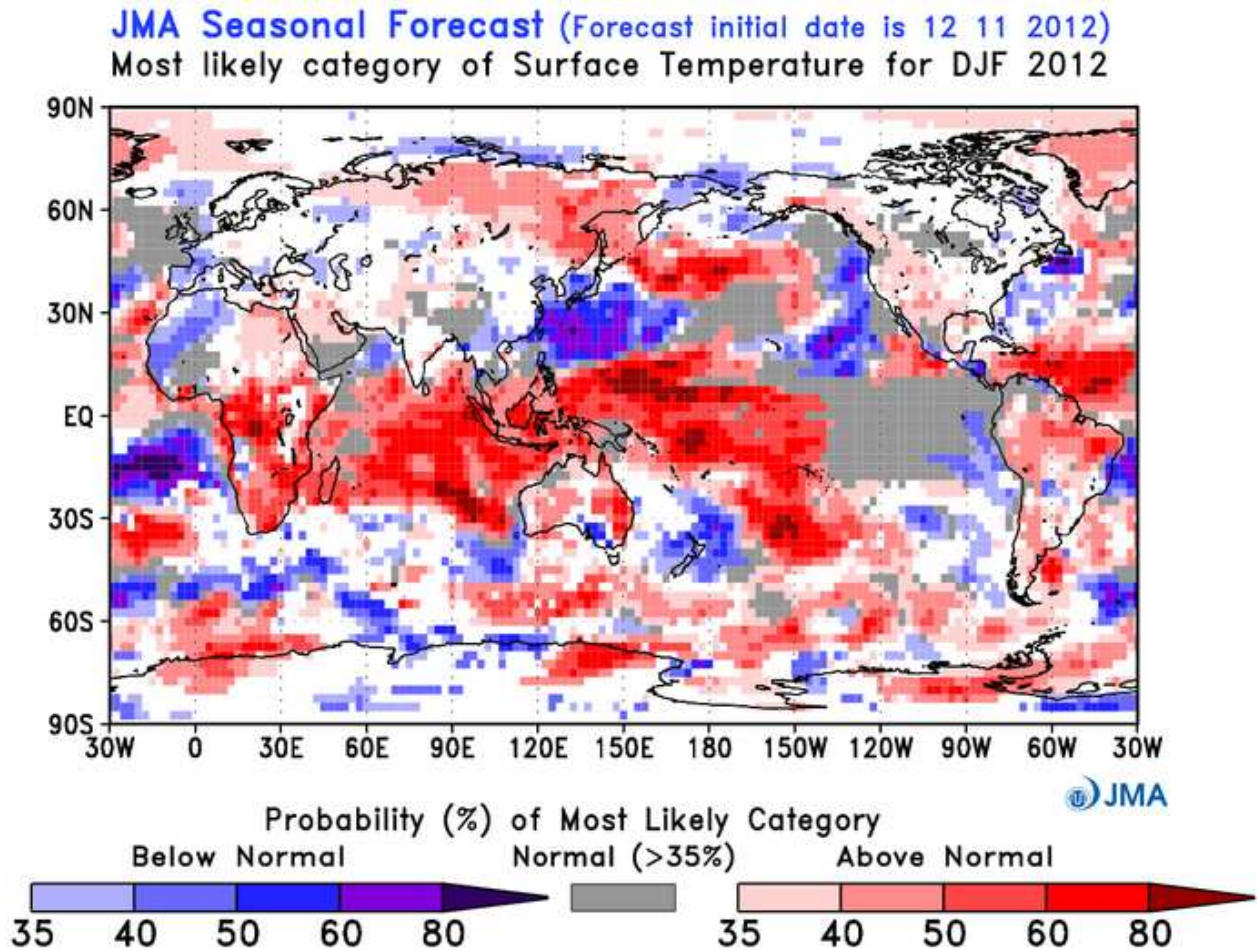 JMA Seasonal Forecast (Forecast initial date is 12 11 2012)
Most likely category of Surface Temperature for DJF 2012
90N
60N
30N
EQ
30S
60S
90S
30W 0 30E 60E 90E 120E 150E 180 150W 120W 90W 60W 30W
JMA
Probability (%) of Most Likely Category
Below Normal Normal (>35%) Above Normal
35 40 50 60 80 35 40 50 60 80